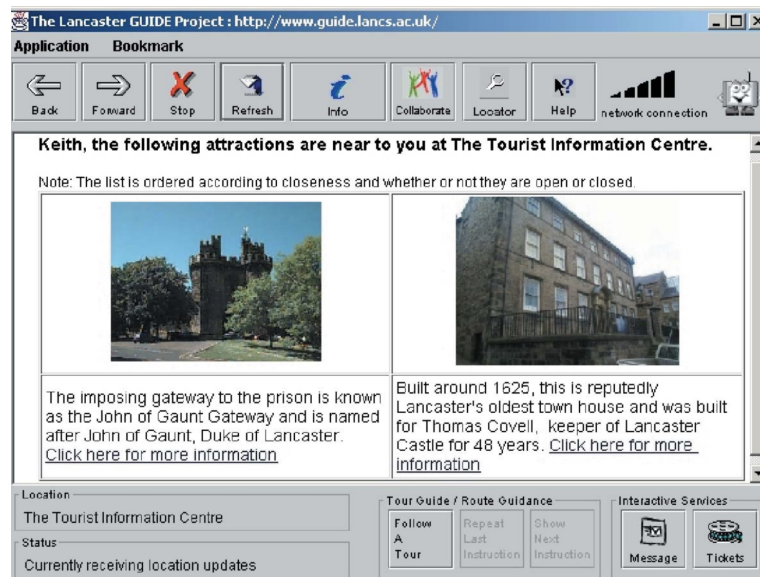 The Lancaster GUIDE Project : http://www.guide.lancs.ac.uk/
Application Bookmark
Back Forward Stop Refresh Info Collaborate Locator Help network connection
Keith, the following attractions are near to you at The Tourist Information Centre.
Note: The list is ordered according to closeness and whether or not they are open or closed.
The imposing gateway to the prison is known
as the John of Gaunt Gateway and is named
after John of Gaunt, Duke of Lancaster.
Click here for more information
Built around 1625, this is reputedly
Lancaster's oldest town house and was built
for Thomas Covell, keeper of Lancaster
Castle for 48 years. Click here for more
information
Location
The Tourist Information Centre
Status
Currently receiving location updates
Tour Guide / Route Guidance
Follow
A
Tour
Repeat
Last
Instruction
Show
Next
Instruction
Interactive Services
Message
Tickets